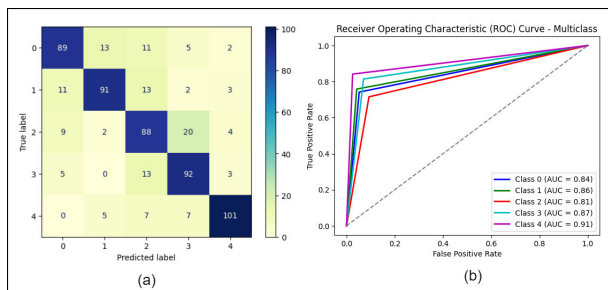 Receiver Operating Characteristic (ROC) Curve - Multiclass
True label
0 89 13 11 5 2
1 11 91 13 2 3
2 9 2 88 20 4
3 5 0 13 92 3
4 0 5 7 7 101
0 1 2 3 4
Predicted label
100
80
60
40
20
0
(a)
True Positive Rate
1.0
0.8
0.6
0.4
0.2
0.0
0.0 0.2 0.4 0.6 0.8 1.0
False Positive Rate
Class 0 (AUC = 0.84)
Class 1 (AUC = 0.86)
Class 2 (AUC = 0.81)
Class 3 (AUC = 0.87)
Class 4 (AUC = 0.91)
(b)